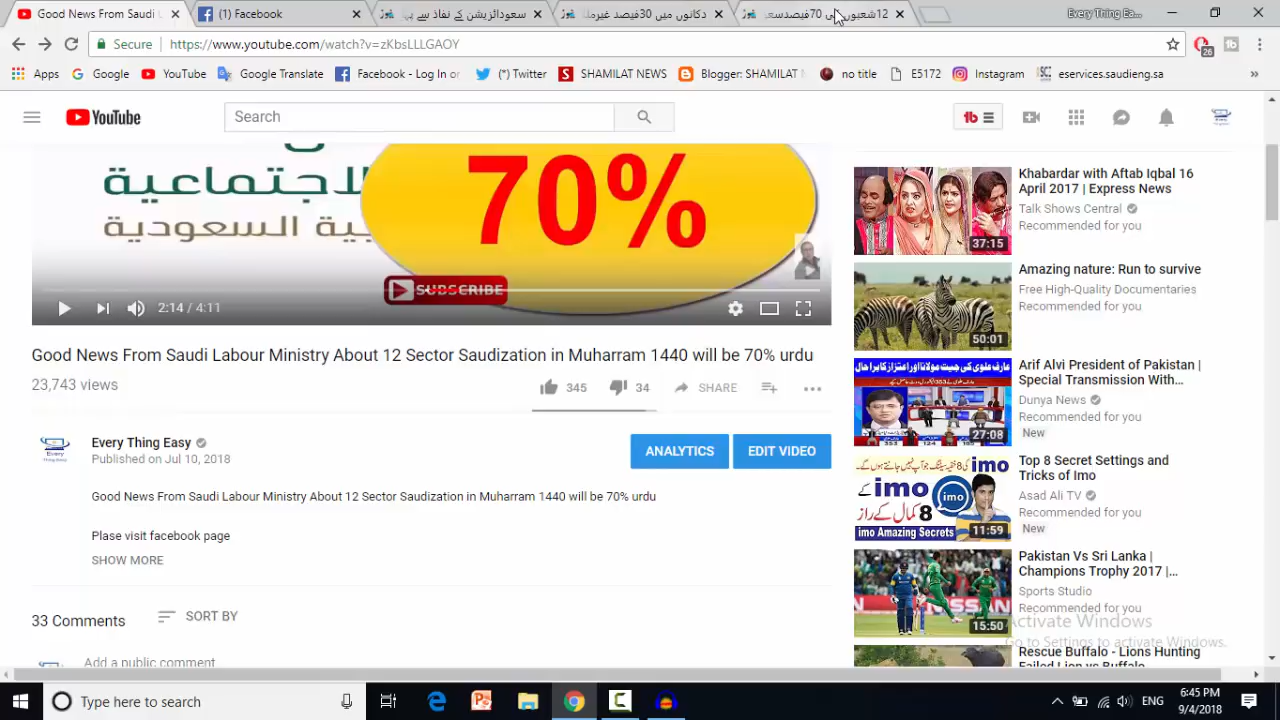 Good News From Saudi L
(1) Facebook
سعودائزیشن کے نفاذ سے پہ
دکانوں میں 30فیصد غیرمل
Every Thing Ea...
Secure
https://www.youtube.com/watch?v=zKbsLLLGAOY
26
Apps
Google
YouTube
Google Translate
Facebook - Log In or
(*) Twitter
SHAMILAT NEWS
Blogger: SHAMILAT N
no title
E5172
Instagram
eservices.saudieng.sa
»
YouTube
Search
الاجتماعية
ية السعودية
70%
SUBSCRIBE
2:14 / 4:11
Good News From Saudi Labour Ministry About 12 Sector Saudization in Muharram 1440 will be 70% urdu
23,743 views
345
34
SHARE
Every Thing Easy
Published on Jul 10, 2018
ANALYTICS
EDIT VIDEO
Good News From Saudi Labour Ministry About 12 Sector Saudization in Muharram 1440 will be 70% urdu
Plase visit facebook page
SHOW MORE
33 Comments
SORT BY
Add a public comment
37:15
Khabardar with Aftab Iqbal 16
April 2017 | Express News
Talk Shows Central
Recommended for you
50:01
Amazing nature: Run to survive
Free High-Quality Documentaries
Recommended for you
27:08
Arif Alvi President of Pakistan |
Special Transmission With...
Dunya News
Recommended for you
New
imo
imo
imo Amazing Secrets
11:59
Top 8 Secret Settings and
Tricks of Imo
Asad Ali TV
Recommended for you
New
15:50
Pakistan Vs Sri Lanka |
Champions Trophy 2017 |...
Sports Studio
Recommended for you
Rescue Buffalo - Lions Hunting
Failed Lion vs Buffalo
Activate Windows
Go to Settings to activate Windows.
Type here to search
ENG
6:45 PM
9/4/2018